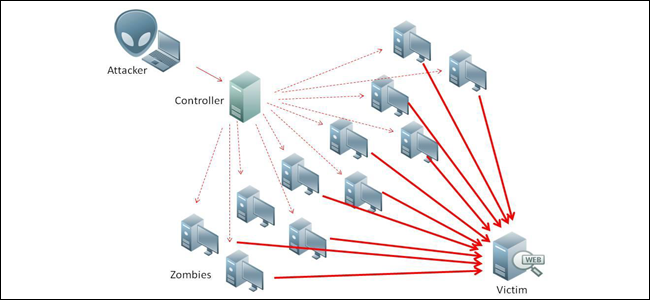 Attacker
Controller
Zombies
WEB
Victim